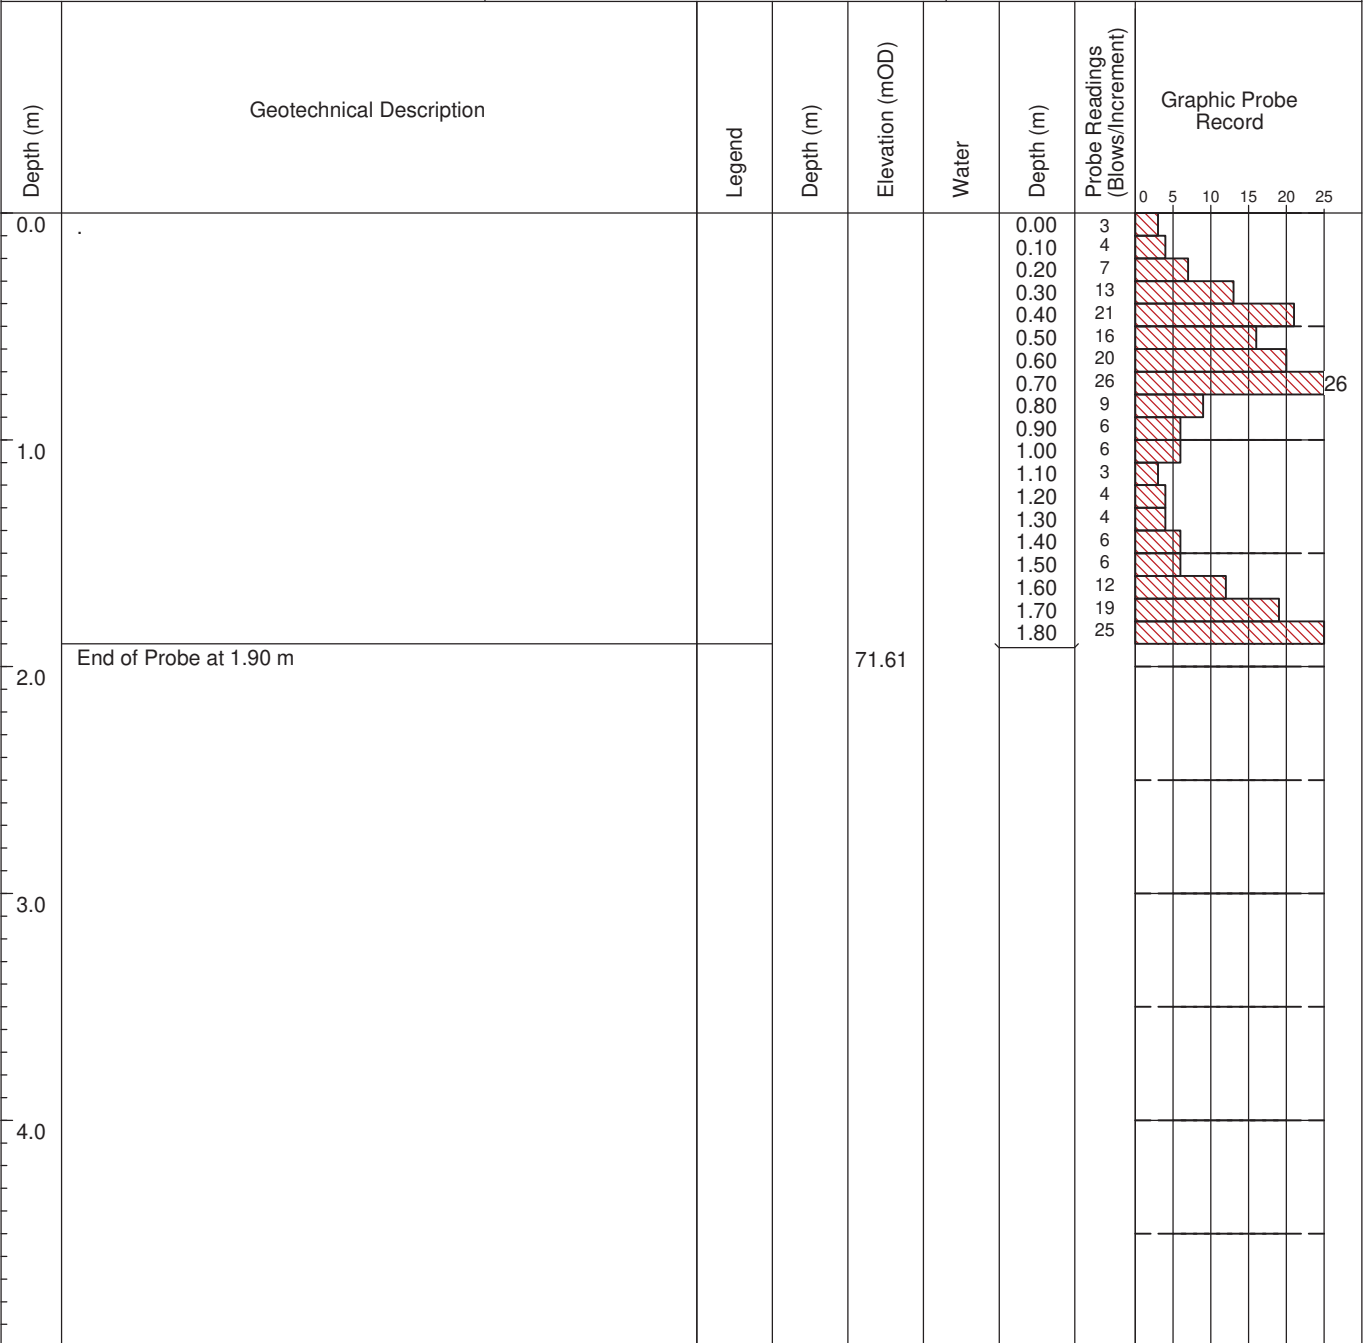 Depth (m)
Geotechnical Description
Legend
Depth (m)
Elevation (mOD)
Water
Depth (m)
Probe Readings
(Blows/Increment)
Graphic Probe
Record
0 5 10 15 20 25
0.0 . 0.00 3
0.10 4
0.20 7
0.30 13
0.40 21
0.50 16
0.60 20
0.70 26 26
0.80 9
0.90 6
1.0 1.00 6
1.10 3
1.20 4
1.30 4
1.40 6
1.50 6
1.60 12
1.70 19
1.80 25
End of Probe at 1.90 m 71.61
2.0
3.0
4.0